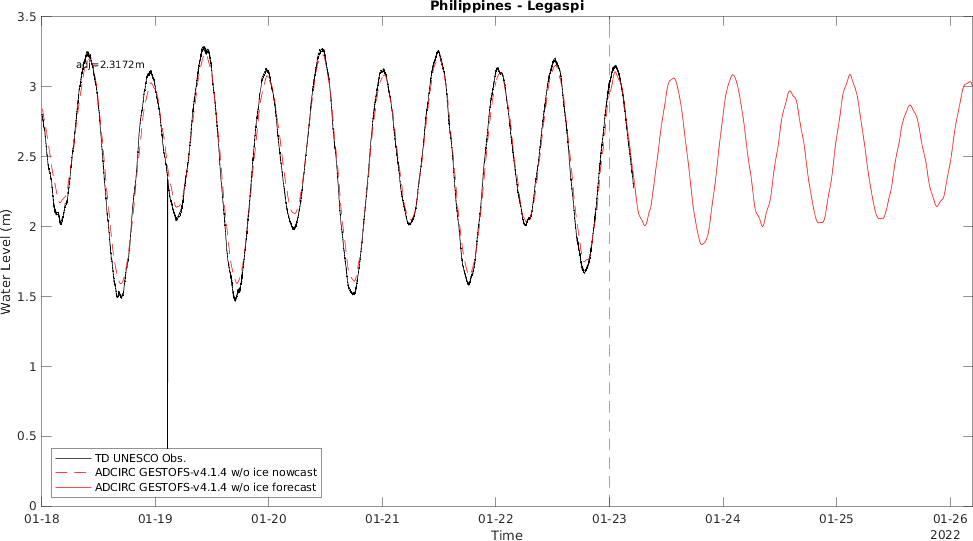 Philippines - Legaspi
3.5
3
2.5
2
1.5
1
0.5
0
Water Level (m)
adj=2.3172m
TD UNESCO Obs.
ADCIRC GESTOFS-v4.1.4 w/o ice nowcast
ADCIRC GESTOFS-v4.1.4 w/o ice forecast
01-18 01-19 01-20 01-21 01-22 01-23 01-24 01-25 01-26
Time
2022